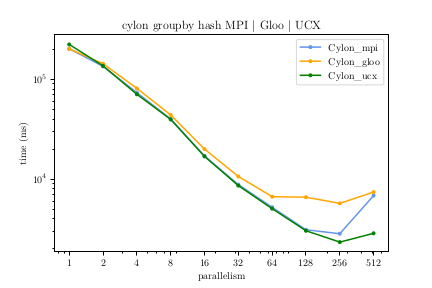 cylon groupby hash MPI | Gloo | UCX
Cylon_mpi
Cylon_gloo
Cylon_ucx
time (ms)
10^5
10^4
1 2 4 8 16 32 64 128 256 512
parallelism